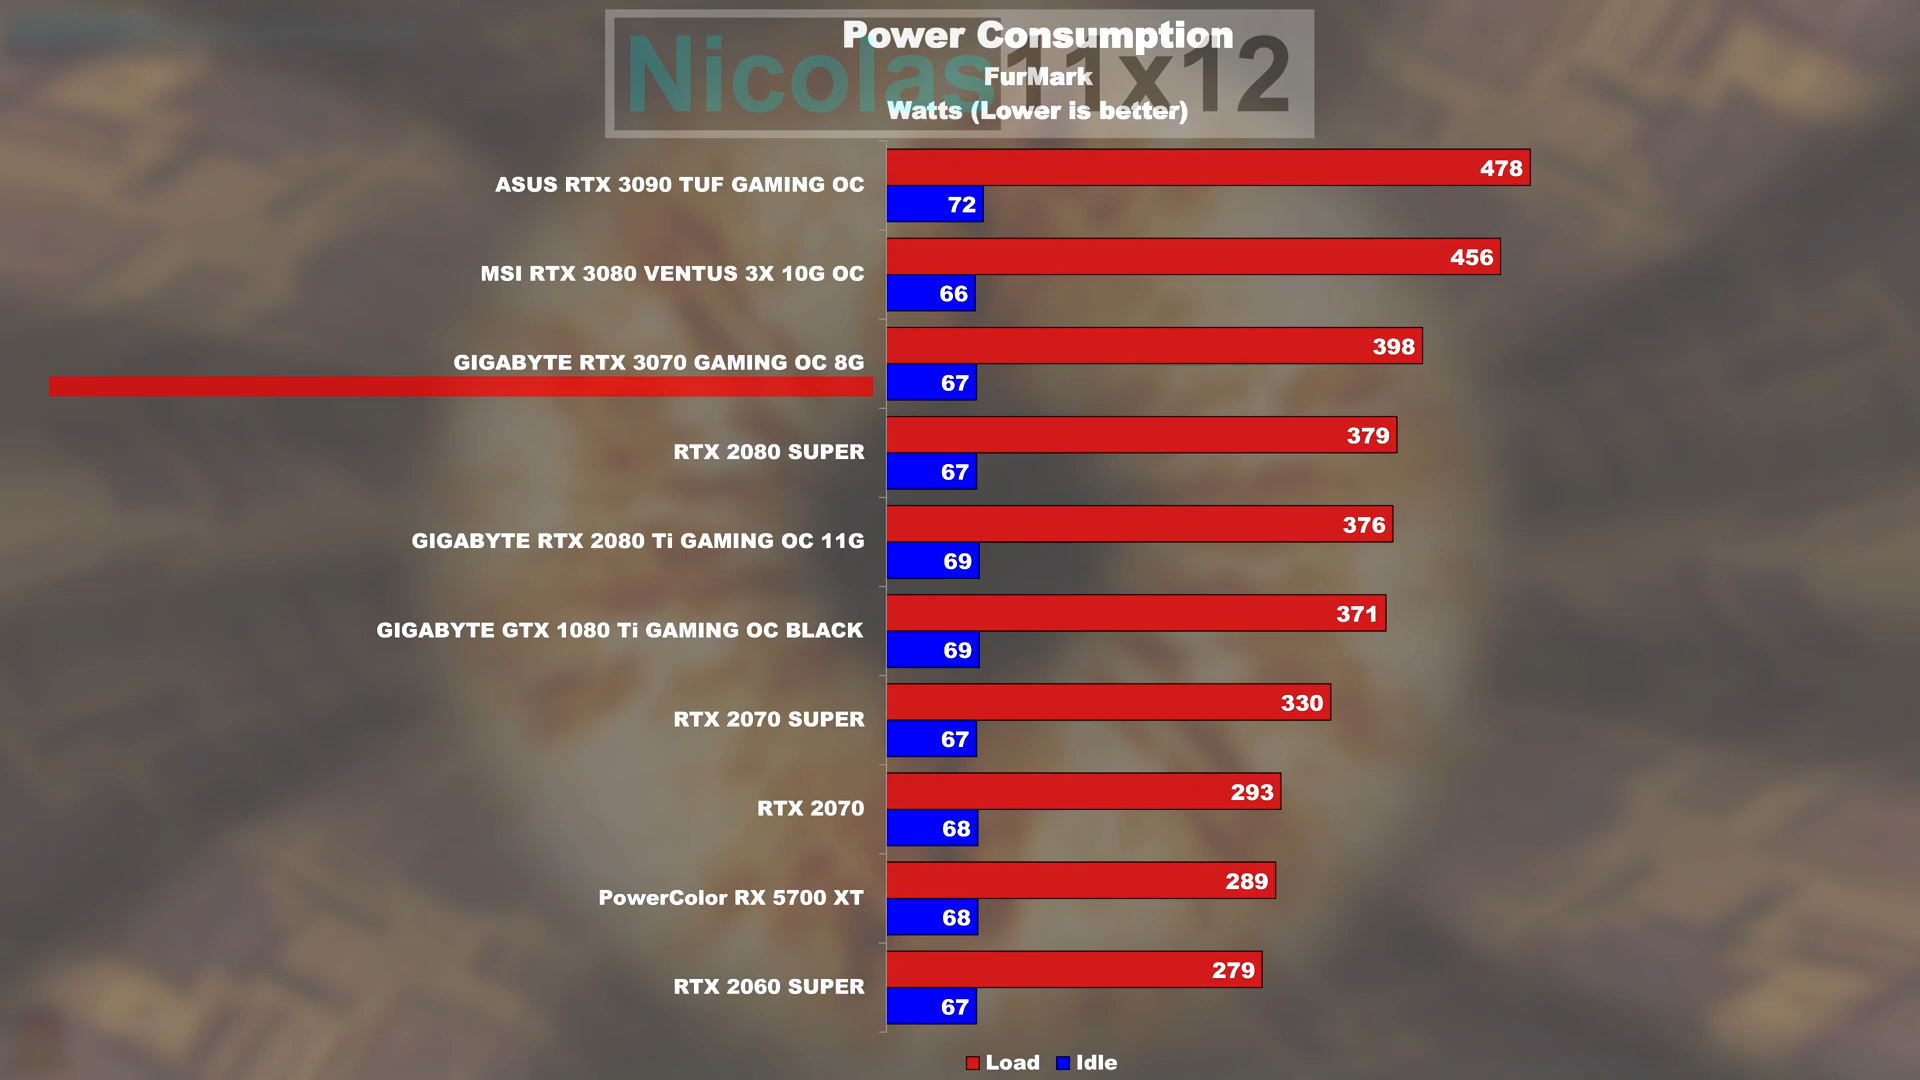 Nicolas11x12
Power Consumption
FurMark
Watts (Lower is better)
ASUS RTX 3090 TUF GAMING OC
478
72
MSI RTX 3080 VENTUS 3X 10G OC
456
66
GIGABYTE RTX 3070 GAMING OC 8G
398
67
RTX 2080 SUPER
379
67
GIGABYTE RTX 2080 Ti GAMING OC 11G
376
69
GIGABYTE GTX 1080 Ti GAMING OC BLACK
371
69
RTX 2070 SUPER
330
67
RTX 2070
293
68
PowerColor RX 5700 XT
289
68
RTX 2060 SUPER
279
67
Load Idle